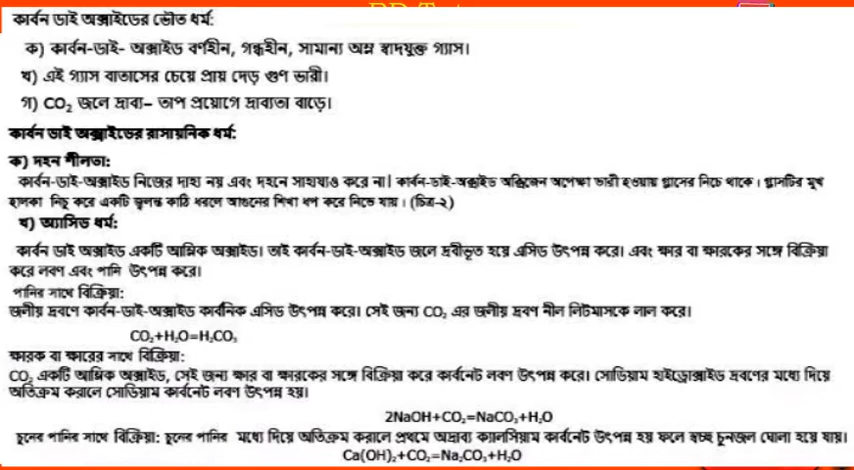 কার্বন ডাই অক্সাইডের ভৌত ধর্ম:
ক) কার্বন-ডাই- অক্সাইড বর্ণহীন, গন্ধহীন, সামান্য অম্ল স্বাদযুক্ত গ্যাস।
খ) এই গ্যাস বাতাসের চেয়ে প্রায় দেড় গুণ ভারী।
গ) CO₂ জলে দ্রাব্য– তাপ প্রয়োগে দ্রাব্যতা বাড়ে।
কার্বন ডাই অক্সাইডের রাসায়নিক ধর্ম:
ক) দহন শীলতা:
কার্বন-ডাই-অক্সাইড নিজের দাহ্য নয় এবং দহনে সাহায্যও করে না| কার্বন-ডাই-অক্সাইড অক্সিজেন অপেক্ষা ভারী হওয়ায় গ্লাসের নিচে থাকে। গ্লাসটির মুখ
হালকা নিচু করে একটি জ্বলন্ত কাঠি ধরলে আগুনের শিখা ধপ করে নিভে যায়। (চিত্র-২)
খ) অ্যাসিড ধর্ম:
কার্বন ডাই অক্সাইড একটি আম্লিক অক্সাইড। তাই কার্বন-ডাই-অক্সাইড জলে দ্রবীভূত হয়ে এসিড উৎপন্ন করে। এবং ক্ষার বা ক্ষারকের সঙ্গে বিক্রিয়া
করে লবণ এবং পানি উৎপন্ন করে।
পানির সাথে বিক্রিয়া:
জলীয় দ্রবণে কার্বন-ডাই-অক্সাইড কার্বনিক এসিড উৎপন্ন করে। সেই জন্য CO₂ এর জলীয় দ্রবণ নীল লিটমাসকে লাল করে।
CO₂+H₂O=H₂CO₃
ক্ষারক বা ক্ষারের সাথে বিক্রিয়া:
CO₂ একটি আম্লিক অক্সাইড, সেই জন্য ক্ষার বা ক্ষারকের সঙ্গে বিক্রিয়া করে কার্বনেট লবণ উৎপন্ন করে। সোডিয়াম হাইড্রোক্সাইড দ্রবণের মধ্যে দিয়ে
অতিক্রম করালে সোডিয়াম কার্বনেট লবণ উৎপন্ন হয়।
2NaOH+CO₂=NaCO₃+H₂O
চুনের পানির সাথে বিক্রিয়া: চুনের পানির মধ্যে দিয়ে অতিক্রম করালে প্রথমে অদ্রাব্য ক্যালসিয়াম কার্বনেট উৎপন্ন হয় ফলে স্বচ্ছ চুনজল ঘোলা হয়ে যায়।
Ca(OH)₂+CO₂=Na₂CO₃+H₂O